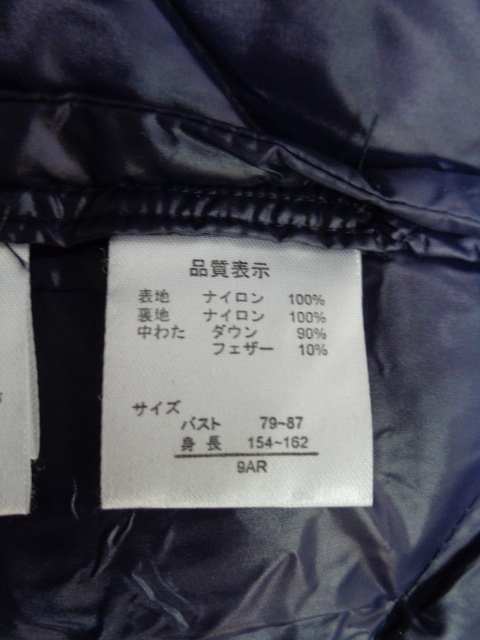 品質表示
表地 ナイロン 100%
裏地 ナイロン 100%
中わた ダウン 90%
フェザー 10%
サイズ
バスト 79~87
身長 154~162
9AR